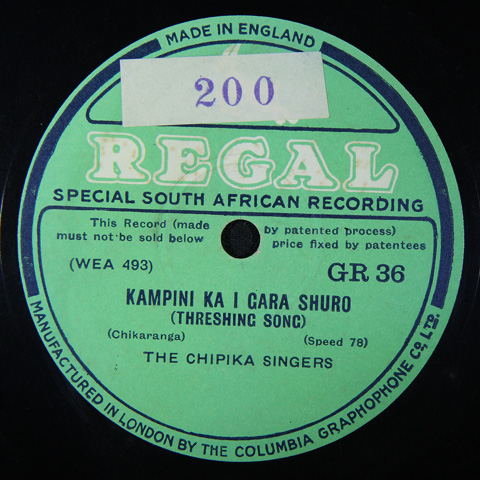 MADE IN ENGLAND
200
REGAL
SPECIAL SOUTH AFRICAN RECORDING
This Record (made by patented process)
must not be sold below price fixed by patentees
(WEA 493) GR 36
KAMPINI KA I GARA SHURO
(THRESHING SONG)
(Chikaranga) (Speed 78)
THE CHIPIKA SINGERS
MANUFACTURED IN LONDON BY THE COLUMBIA GRAPHOPHONE CO, LTD.